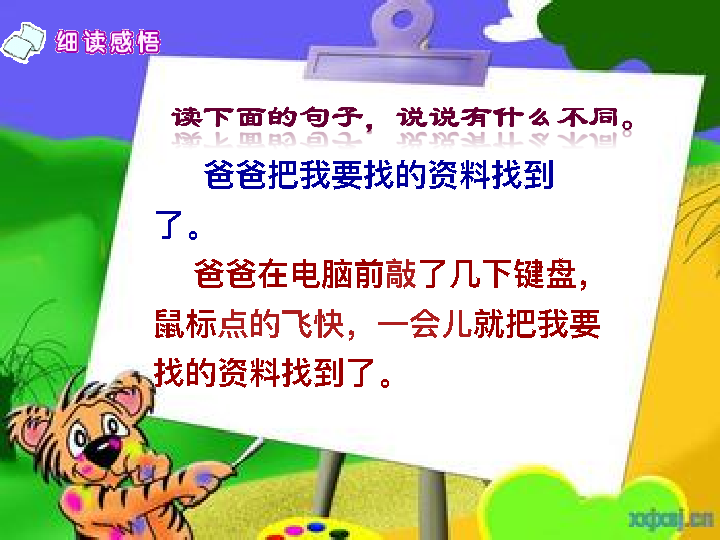 细读感悟
读下面的句子，说说有什么不同。
爸爸把我要找的资料找到
了。
爸爸在电脑前敲了几下键盘，
鼠标点的飞快，一会儿就把我要
找的资料找到了。